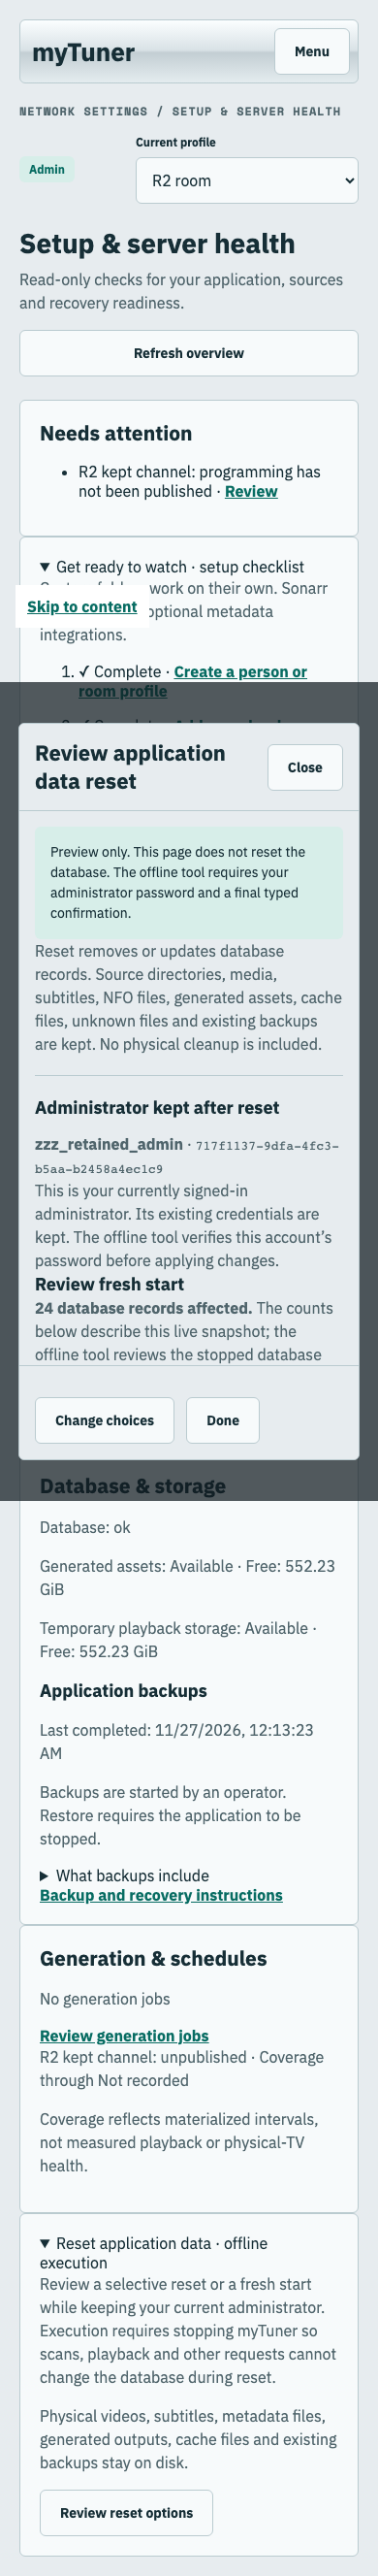 myTuner
Menu
NETWORK SETTINGS / SETUP & SERVER HEALTH
Current profile
Admin
R2 room
Setup & server health
Read-only checks for your application, sources
and recovery readiness.
Refresh overview
Needs attention
R2 kept channel: programming has
not been published · Review
Get ready to watch · setup checklist
work on their own. Sonarr
Skip to content
optional metadata
integrations.
1. ✓ Complete · Create a person or
room profile
Review application
data reset
Close
Preview only. This page does not reset the
database. The offline tool requires your
administrator password and a final typed
confirmation.
Reset removes or updates database
records. Source directories, media,
subtitles, NFO files, generated assets, cache
files, unknown files and existing backups
are kept. No physical cleanup is included.
Administrator kept after reset
zzz_retained_admin · 717f1137-9dfa-4fc3-
b5aa-b2458a4ec1c9
This is your currently signed-in
administrator. Its existing credentials are
kept. The offline tool verifies this account’s
password before applying changes.
Review fresh start
24 database records affected. The counts
below describe this live snapshot; the
offline tool reviews the stopped database
Change choices
Done
Database & storage
Database: ok
Generated assets: Available · Free: 552.23
GiB
Temporary playback storage: Available ·
Free: 552.23 GiB
Application backups
Last completed: 11/27/2026, 12:13:23
AM
Backups are started by an operator.
Restore requires the application to be
stopped.
What backups include
Backup and recovery instructions
Generation & schedules
No generation jobs
Review generation jobs
R2 kept channel: unpublished · Coverage
through Not recorded
Coverage reflects materialized intervals,
not measured playback or physical-TV
health.
Reset application data · offline
execution
Review a selective reset or a fresh start
while keeping your current administrator.
Execution requires stopping myTuner so
scans, playback and other requests cannot
change the database during reset.
Physical videos, subtitles, metadata files,
generated outputs, cache files and existing
backups stay on disk.
Review reset options